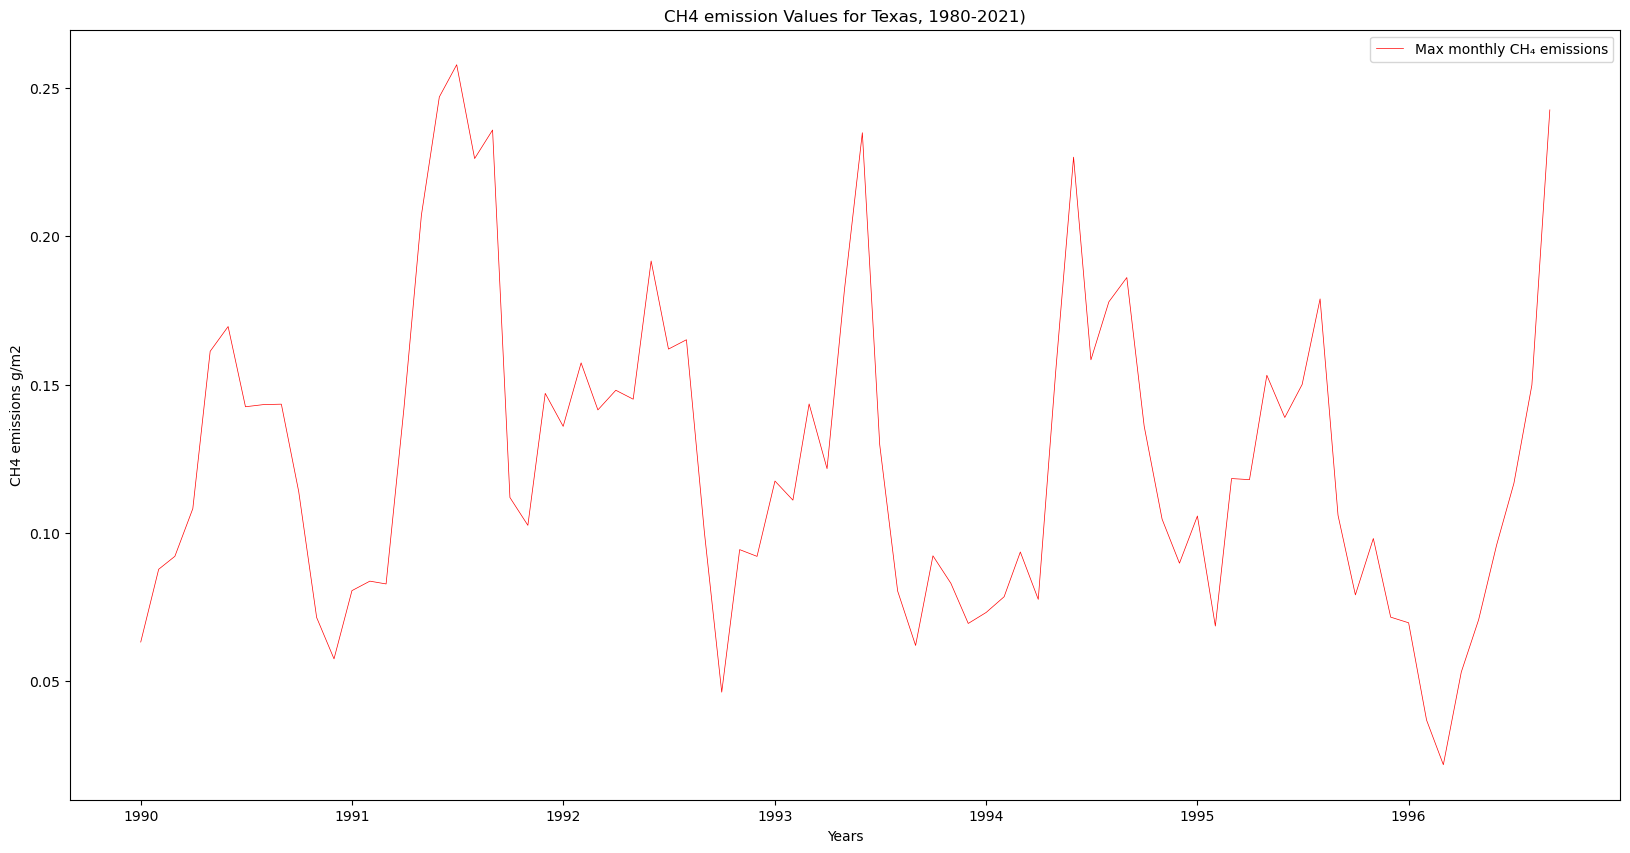 CH4 emission Values for Texas, 1980-2021)
Max monthly CH₄ emissions
CH4 emissions g/m2
0.25
0.20
0.15
0.10
0.05
1990 1991 1992 1993 1994 1995 1996
Years